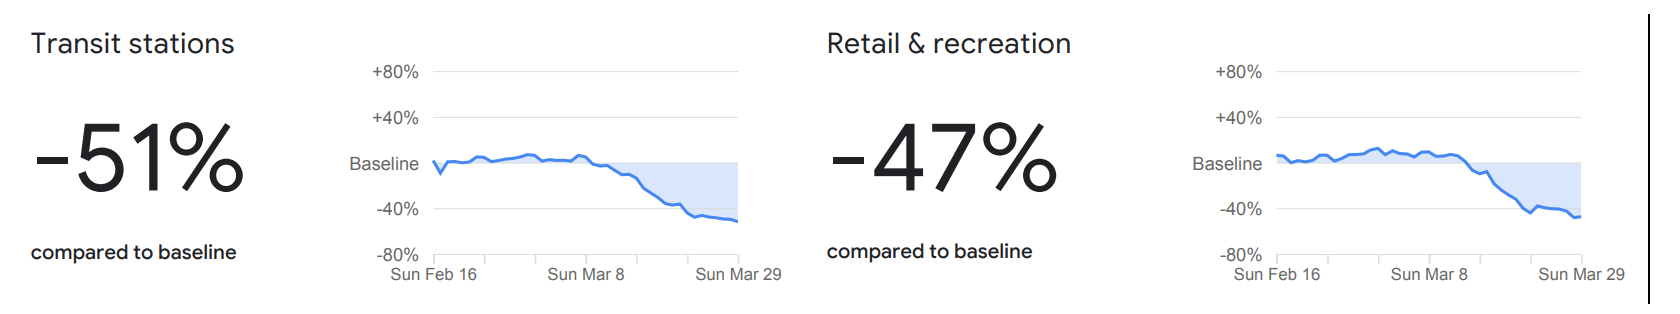 Transit stations
-51%
compared to baseline
+80%
+40%
Baseline
-40%
-80%
Sun Feb 16 Sun Mar 8 Sun Mar 29
Retail & recreation
-47%
compared to baseline
+80%
+40%
Baseline
-40%
-80%
Sun Feb 16 Sun Mar 8 Sun Mar 29